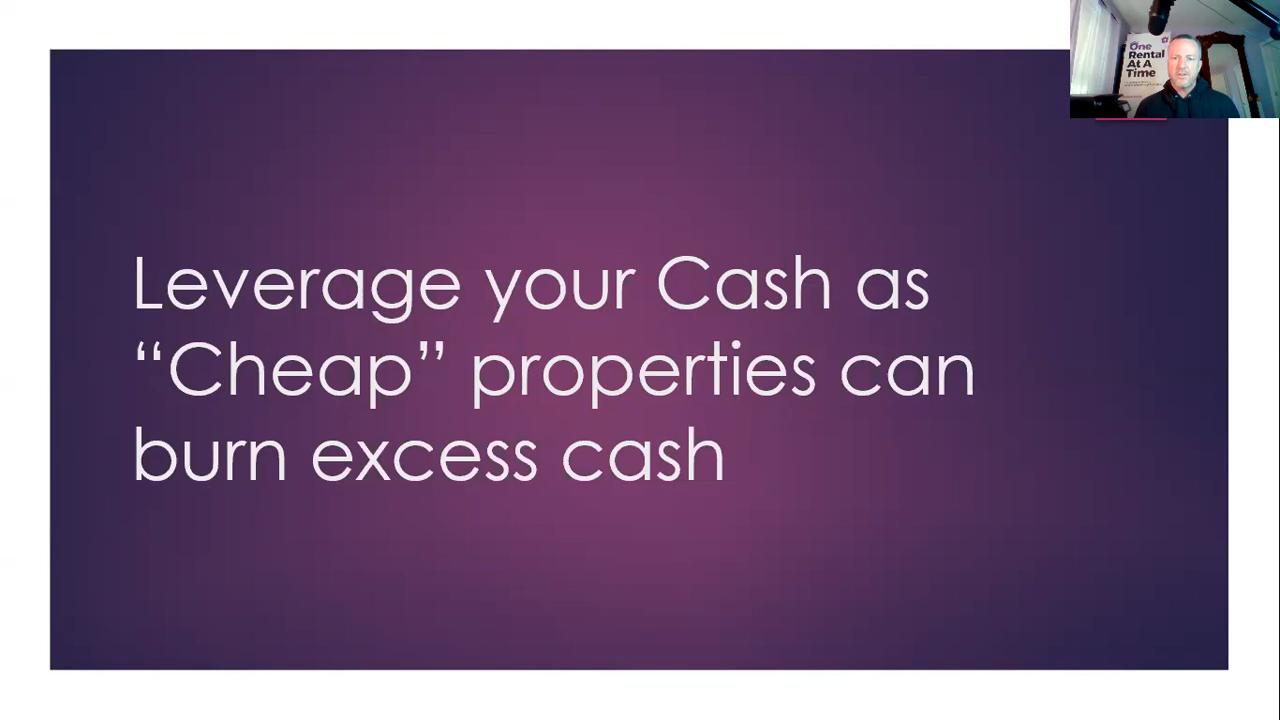 One
Rental
At A
Time
Leverage your Cash as
“Cheap” properties can
burn excess cash